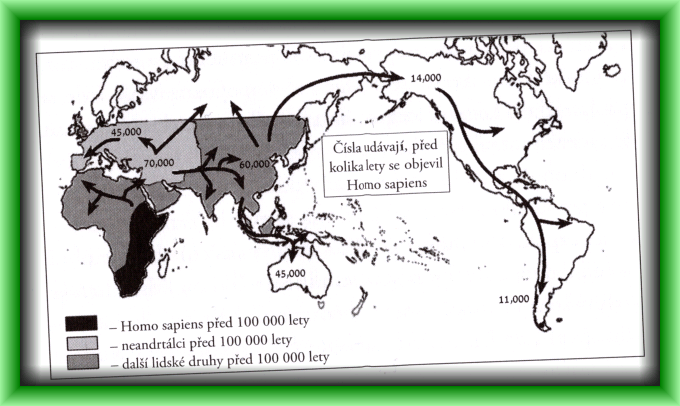 14,000
45,000
70,000
60,000
Čísla udávají, před
kolika lety se objevil
Homo sapiens
45,000
11,000
– Homo sapiens před 100 000 lety
– neandrtálci před 100 000 lety
– další lidské druhy před 100 000 lety